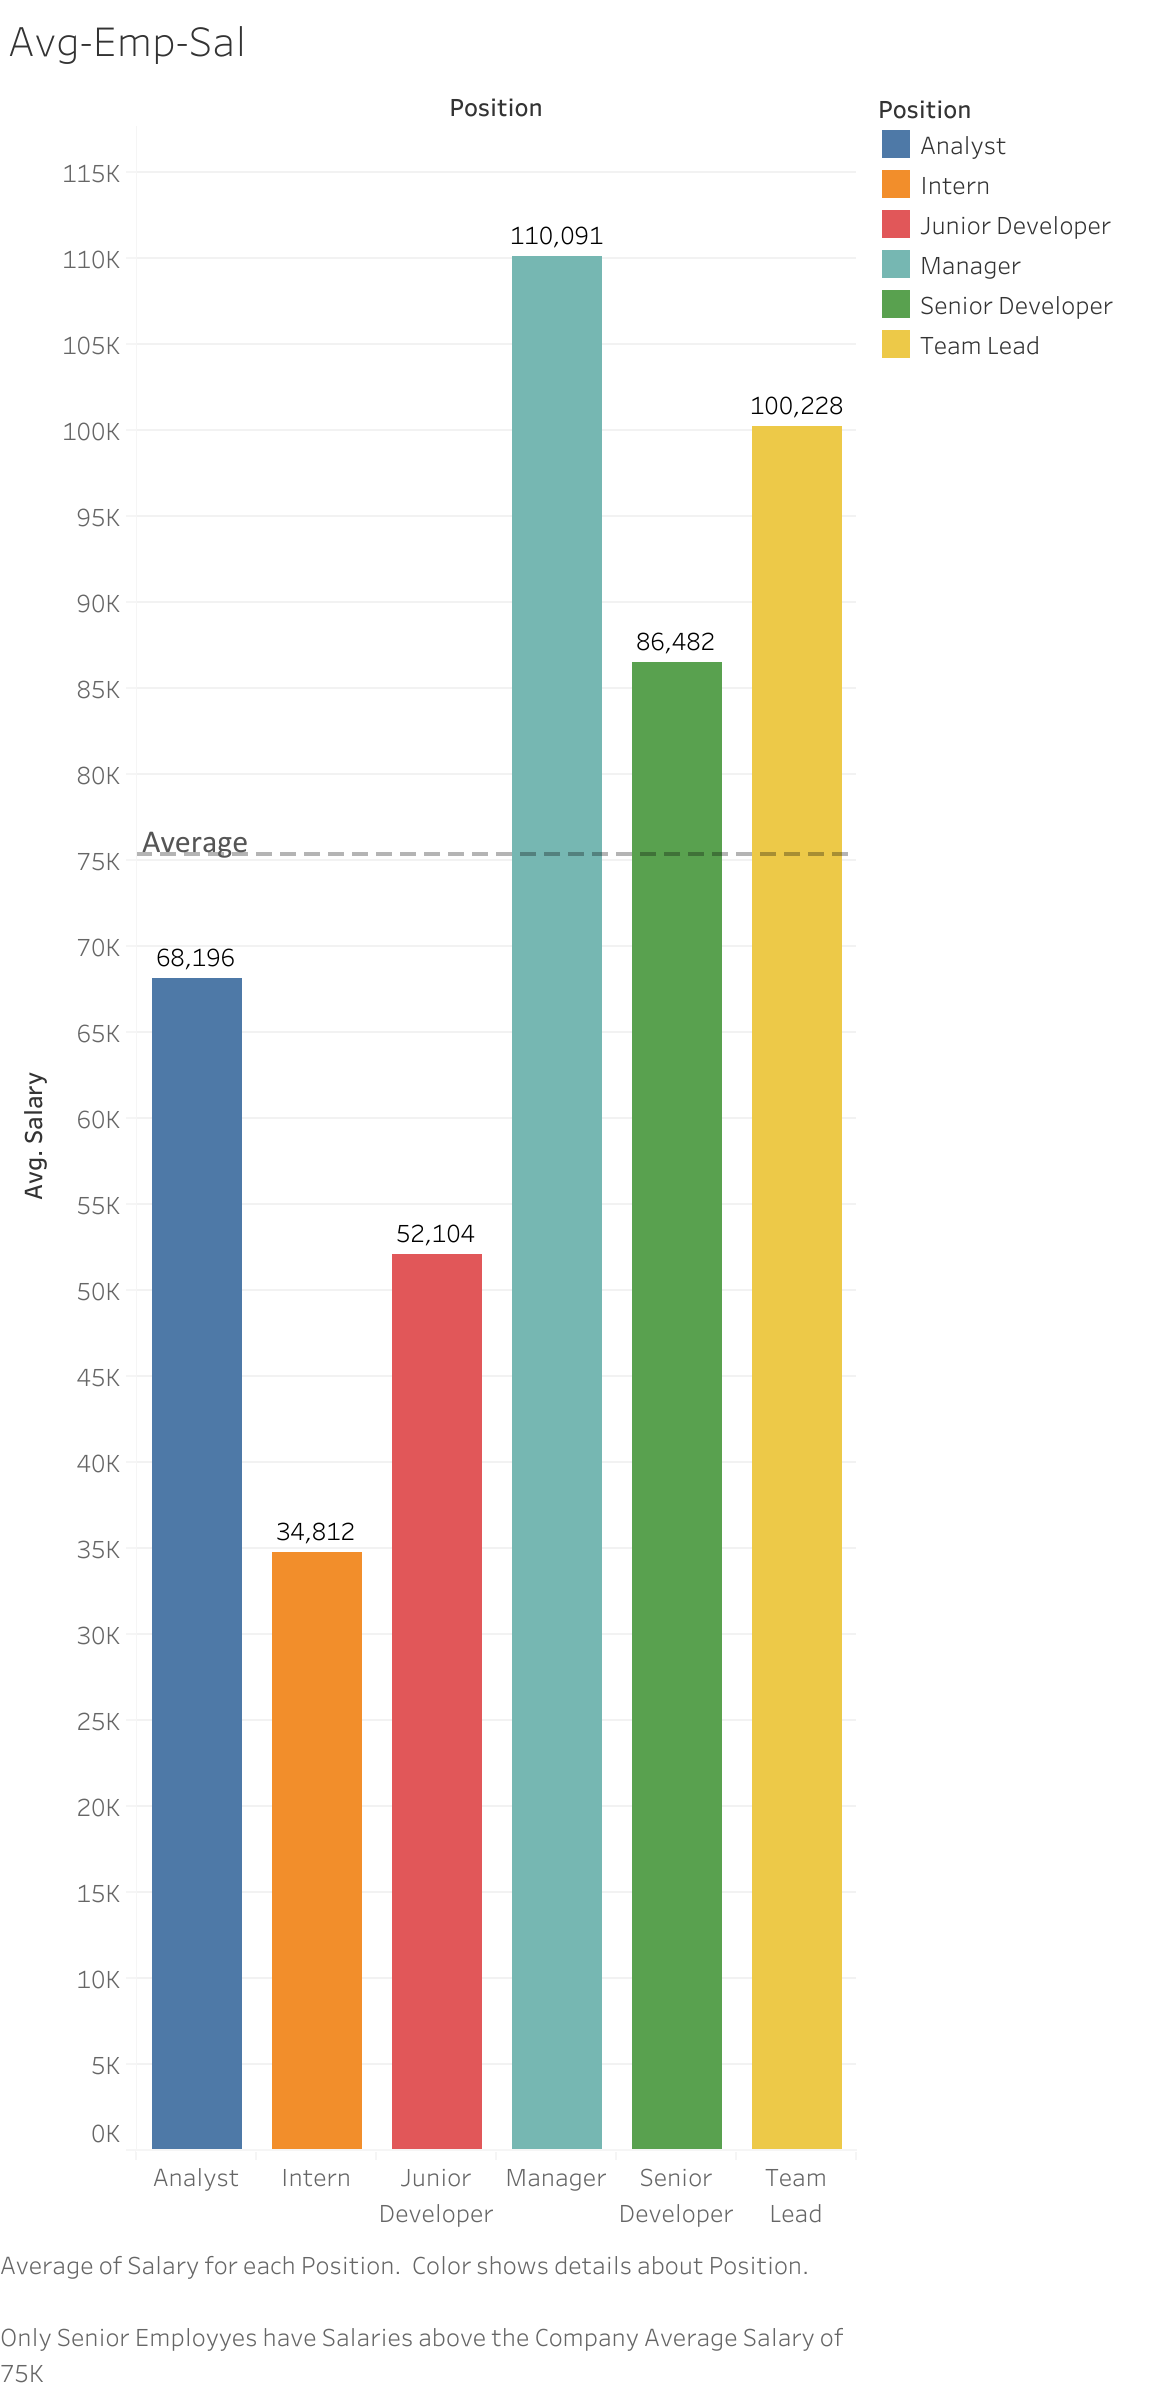 Avg-Emp-Sal
Position
115K
110K
105K
100K
95K
90K
85K
80K
75K
70K
65K
60K
55K
50K
45K
40K
35K
30K
25K
20K
15K
10K
5K
0K
Avg. Salary
Average
68,196
34,812
52,104
110,091
86,482
100,228
Analyst
Intern
Junior
Developer
Manager
Senior
Developer
Team
Lead
Position
Analyst
Intern
Junior Developer
Manager
Senior Developer
Team Lead
Average of Salary for each Position.  Color shows details about Position.
Only Senior Employyes have Salaries above the Company Average Salary of
75K